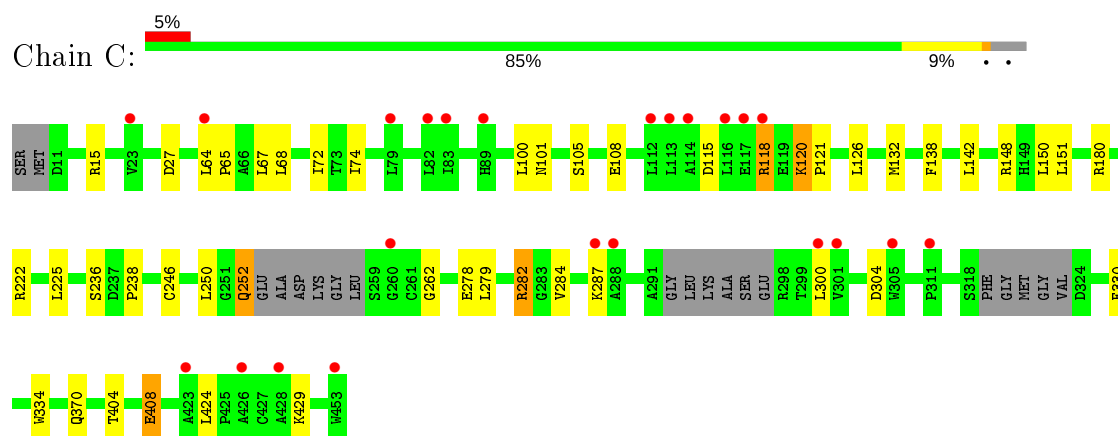 5%
Chain C:
85%
9%
•
•
SER MET D11 R15 V23 D27 L64 P65 A66 L67 L68 I72 T73 I74 L79 L82 I83 H89 L100 N101 S105 E108 L112 L113 A114 D115 L116 E117 R118 E119 K120 P121 L126 M132 F138 L142 R148 H149 L150 L151 R180
R222 L225 S236 D237 P238 C246 L250 G251 Q252 GLU ALA ASP LYS GLY LEU S259 G260 C261 G262 E278 L279 R282 G283 V284 K287 A288 A291 GLY LEU LYS ALA SER GLU R298 T299 L300 V301 D304 W305 P311 S318 PHE GLY MET GLY VAL D324
W334 Q370 T404 E408 A423 L424 P425 A426 C427 A428 K429 W453